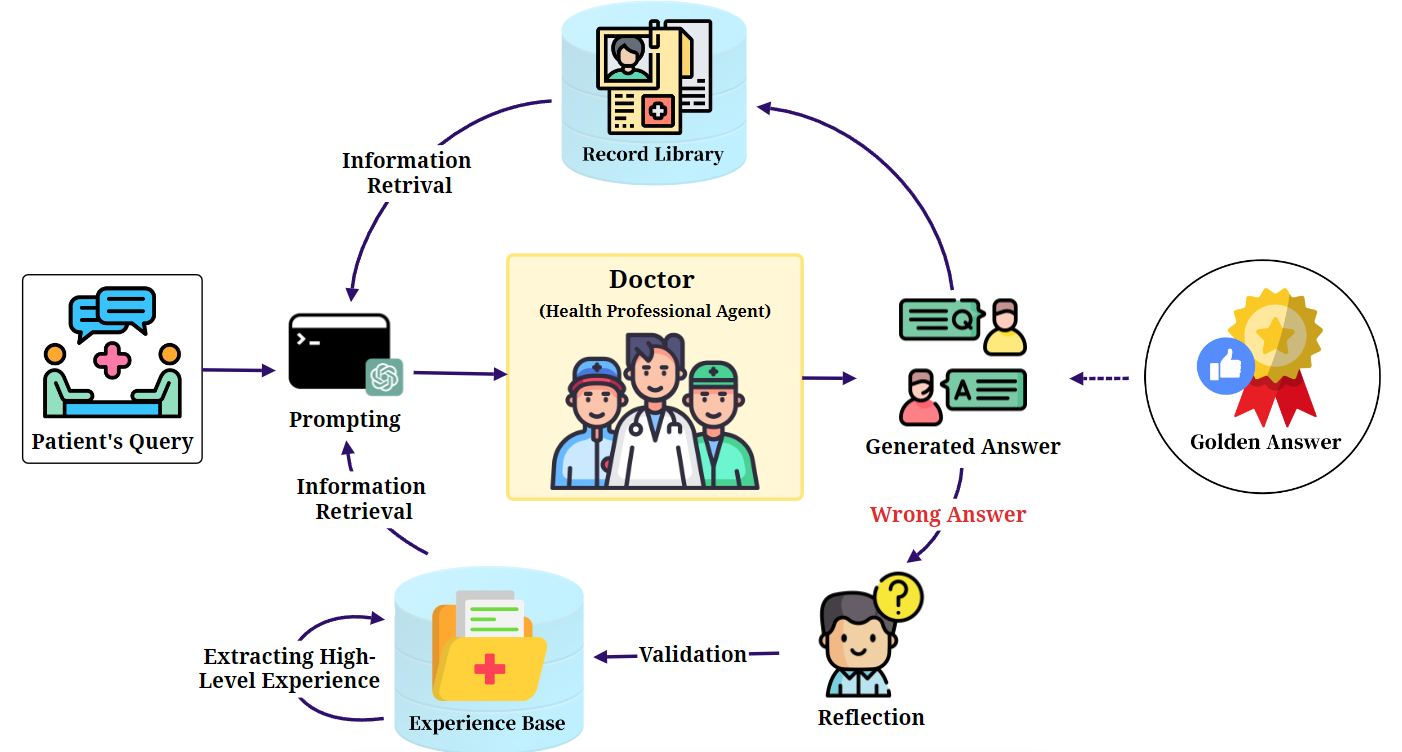 Record Library
Information
Retrival
Doctor
(Health Professional Agent)
Q
A
Patient's Query
Prompting
Generated Answer
Golden Answer
Information
Retrieval
Wrong Answer
?
Extracting High-
Level Experience
Validation
Experience Base
Reflection